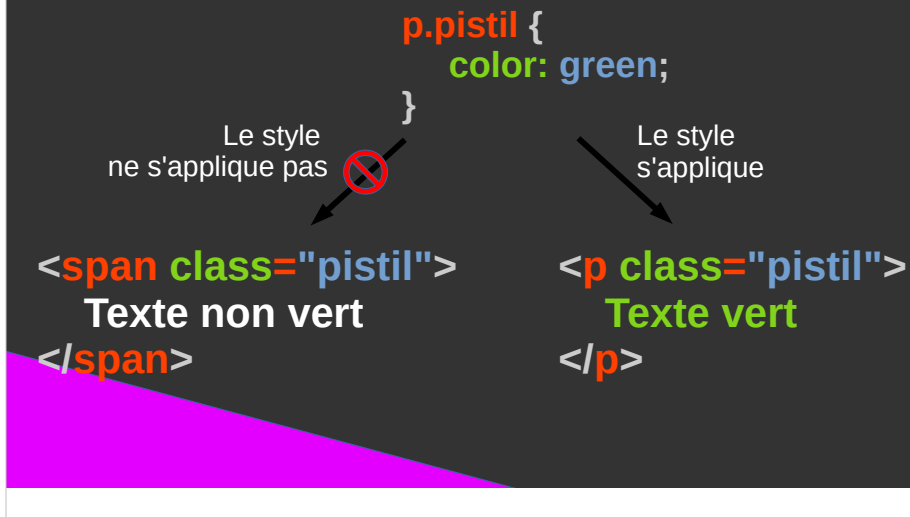 p.pistil {
color: green;
}
Le style
ne s'applique pas
Le style
s'applique
<span class="pistil">
Texte non vert
</span>
<p class="pistil">
Texte vert
</p>